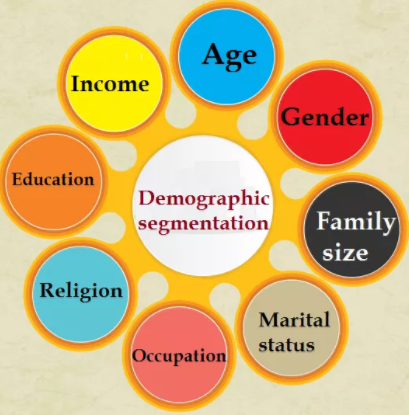 Age
Income
Gender
Education
Demographic
segmentation
Family
size
Religion
Marital
status
Occupation